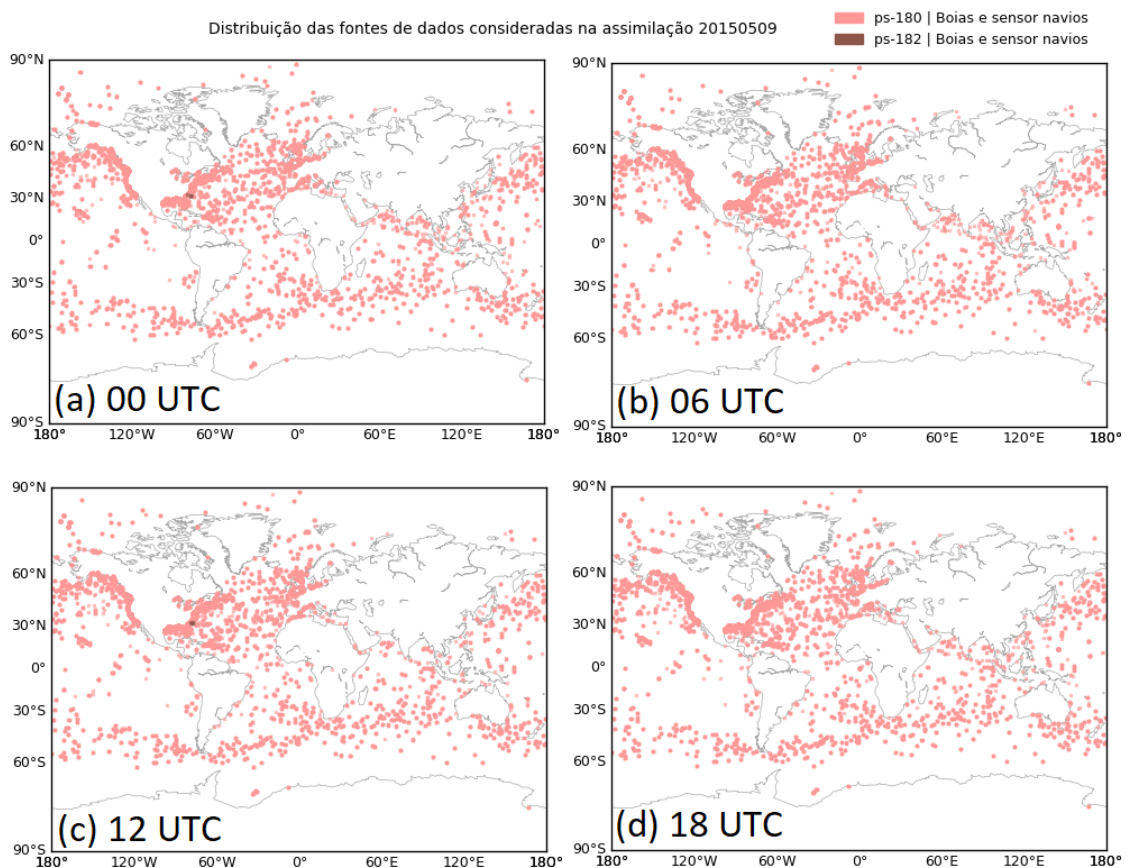 Distribuição das fontes de dados consideradas na assimilação 20150509
ps-180 | Boias e sensor navios
ps-182 | Boias e sensor navios
90°N
60°N
30°N
0°
30°S
60°S
90°S
180°
120°W
60°W
0°
60°E
120°E
180°
(a) 00 UTC
90°N
60°N
30°N
0°
30°S
60°S
90°S
180°
120°W
60°W
0°
60°E
120°E
180°
(b) 06 UTC
90°N
60°N
30°N
0°
30°S
60°S
90°S
180°
120°W
60°W
0°
60°E
120°E
180°
(c) 12 UTC
90°N
60°N
30°N
0°
30°S
60°S
90°S
180°
120°W
60°W
0°
60°E
120°E
180°
(d) 18 UTC